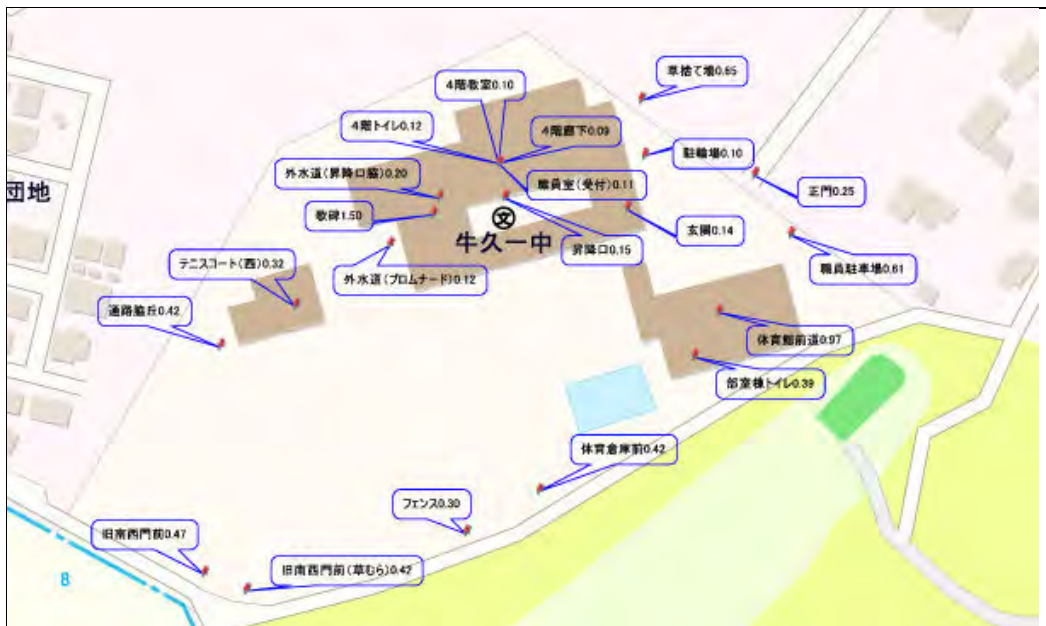 草捨て場0.65
4階教室0.10
4階トイレ0.12
4階廊下0.09
駐輪場0.10
外水道(昇降口脇)0.20
職員室(受付)0.11
正門0.25
団地
歌碑1.50
文
玄関0.14
牛久一中
昇降口0.15
テニスコート(西)0.32
外水道(プロムナード)0.12
職員駐車場0.61
通路脇丘0.42
体育館前道0.97
部室棟トイレ0.39
体育倉庫前0.42
フェンス0.30
旧南西門前0.47
旧南西門前(草むら)0.42
8